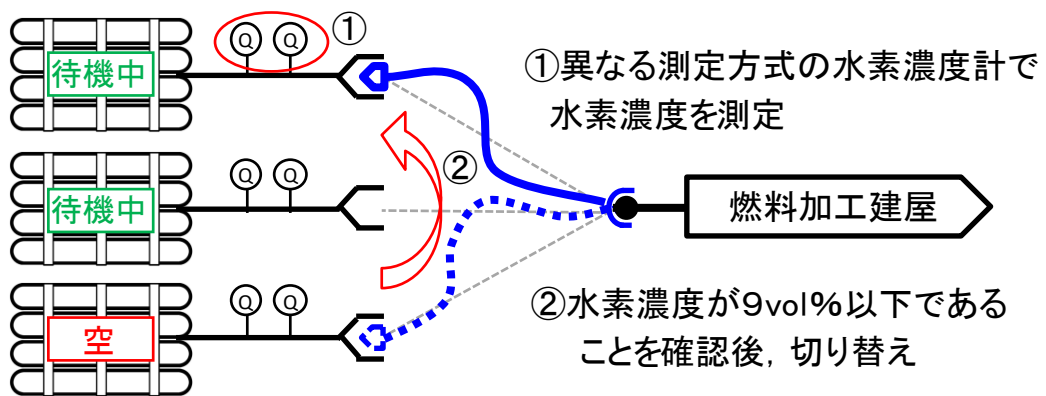 Q Q ①
待機中
①異なる測定方式の水素濃度計で
水素濃度を測定
②
Q Q
待機中
燃料加工建屋
Q Q
空
②水素濃度が9vol%以下である
ことを確認後，切り替え